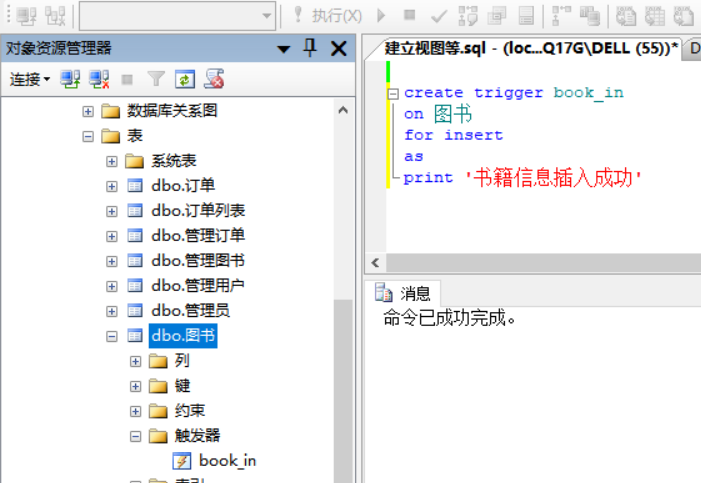 执行(X)
对象资源管理器
连接
数据库关系图
表
系统表
dbo.订单
dbo.订单列表
dbo.管理订单
dbo.管理图书
dbo.管理用户
dbo.管理员
dbo.图书
列
键
约束
触发器
book_in
建立视图等.sql - (loc...Q17G\DELL (55))*
D
create trigger book_in
on 图书
for insert
as
print '书籍信息插入成功'
消息
命令已成功完成。